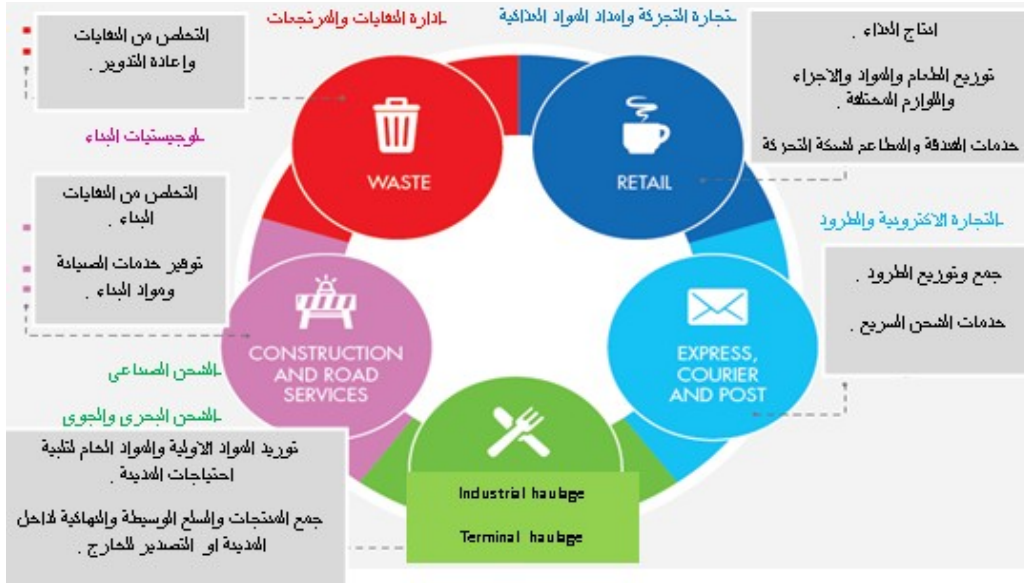 إدارة النفايات والمرتجعات
تجارة التجزئة وإمداد المواد الغذائية
التخلص من النفايات
وإعادة التدوير .
WASTE
RETAIL
انتاج الغذاء .
توزيع الطعام والمواد والاجزاء
واللوازم المختلفة .
خدمات الفندقة والمطاعم لشبكة التجزئة
لوجيستيات البناء
التخلص من النفايات
البناء .
توفير خدمات الصيانة
ومواد البناء .
CONSTRUCTION
AND ROAD
SERVICES
التجارة الاكترونية والطرود
جمع وتوزيع الطرود .
خدمات الشحن السريع .
EXPRESS,
COURIER
AND POST
الشحن الصناعى
الشحن البحرى والجوى
توريد المواد الاولية والمواد الخام لتلبية
احتياجات المدينة .
جمع المنتجات والسلع الوسيطة والنهائية لداخل
المدينة او التصدير للخارج .
Industrial haulage
Terminal haulage